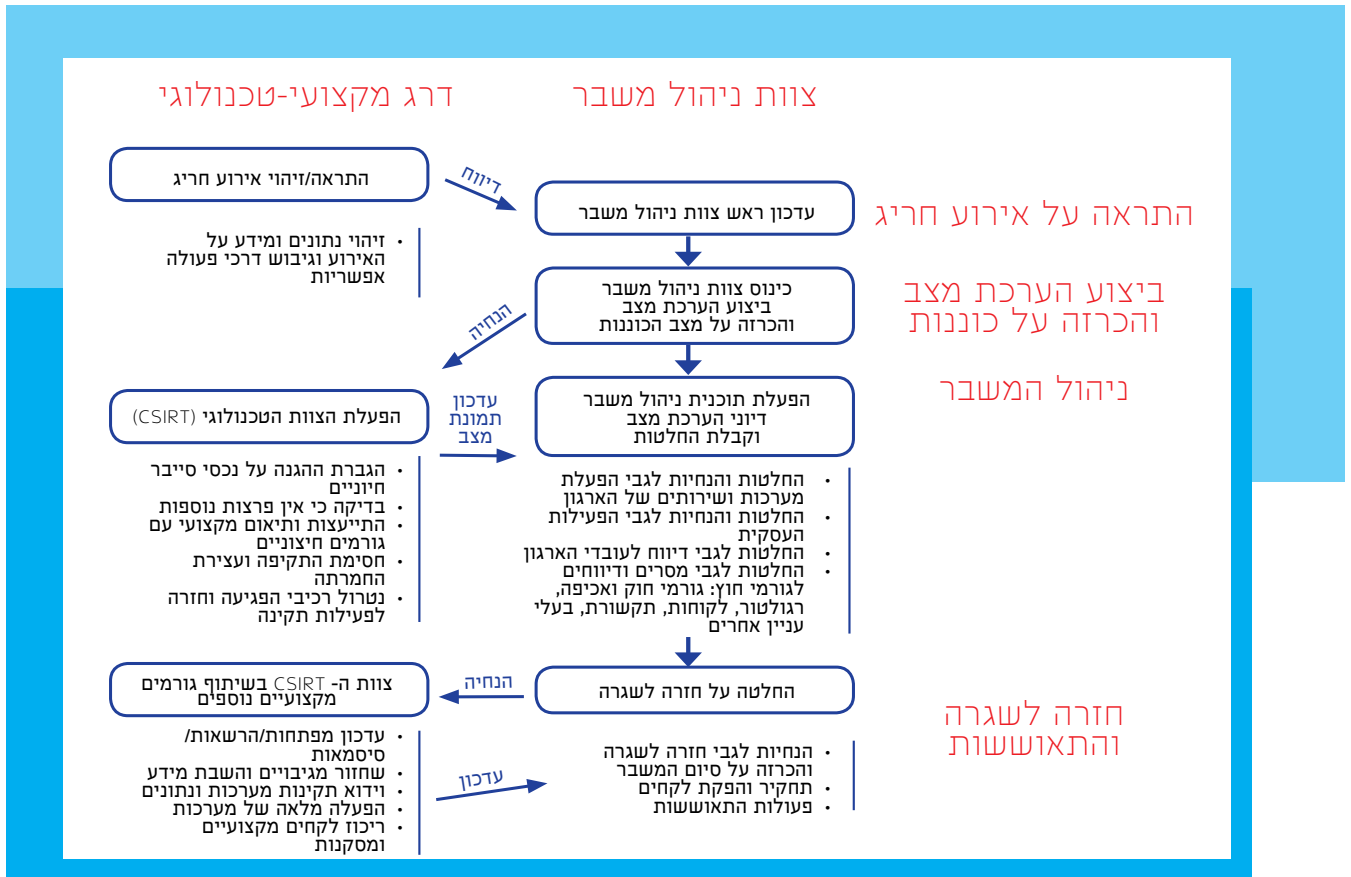 צוות ניהול משבר
דרג מקצועי-טכנולוגי
התראה על אירוע חריג
התראה/זיהוי אירוע חריג
דיווח
עדכון ראש צוות ניהול משבר
• זיהוי נתונים ומידע על
האירוע וגיבוש דרכי פעולה
אפשריות
ביצוע הערכת מצב
והכרזה על כוננות
כינוס צוות ניהול משבר
ביצוע הערכת מצב
והכרזה על מצב הכוננות
הנחיה
ניהול המשבר
הפעלת תוכנית ניהול משבר
דיוני הערכת מצב
וקבלת החלטות
עדכון
תמונת
מצב
הפעלת הצוות הטכנולוגי (CSIRT)
• החלטות והנחיות לגבי הפעלת
מערכות ושירותים של הארגון
• החלטות והנחיות לגבי הפעילות
העסקית
• החלטות לגבי דיווח לעובדי הארגון
• החלטות לגבי מסרים ודיווחים
לגורמי חוץ: גורמי חוק ואכיפה,
רגולטור, לקוחות, תקשורת, בעלי
עניין אחרים
• הגברת ההגנה על נכסי סייבר
חיוניים
• בדיקה כי אין פרצות נוספות
• התייעצות ותיאום מקצועי עם
גורמים חיצוניים
• חסימת התקיפה ועצירת
החמרתה
• נטרול רכיבי הפגיעה וחזרה
לפעילות תקינה
חזרה לשגרה
והתאוששות
החלטה על חזרה לשגרה
הנחיה
צוות ה- CSIRT בשיתוף גורמים
מקצועיים נוספים
• הנחיות לגבי חזרה לשגרה
והכרזה על סיום המשבר
• תחקיר והפקת לקחים
• פעולות התאוששות
עדכון
• עדכון מפתחות/הרשאות/
סיסמאות
• שחזור מגיבויים והשבת מידע
• וידוא תקינות מערכות ונתונים
• הפעלה מלאה של מערכות
• ריכוז לקחים מקצועיים
ומסקנות